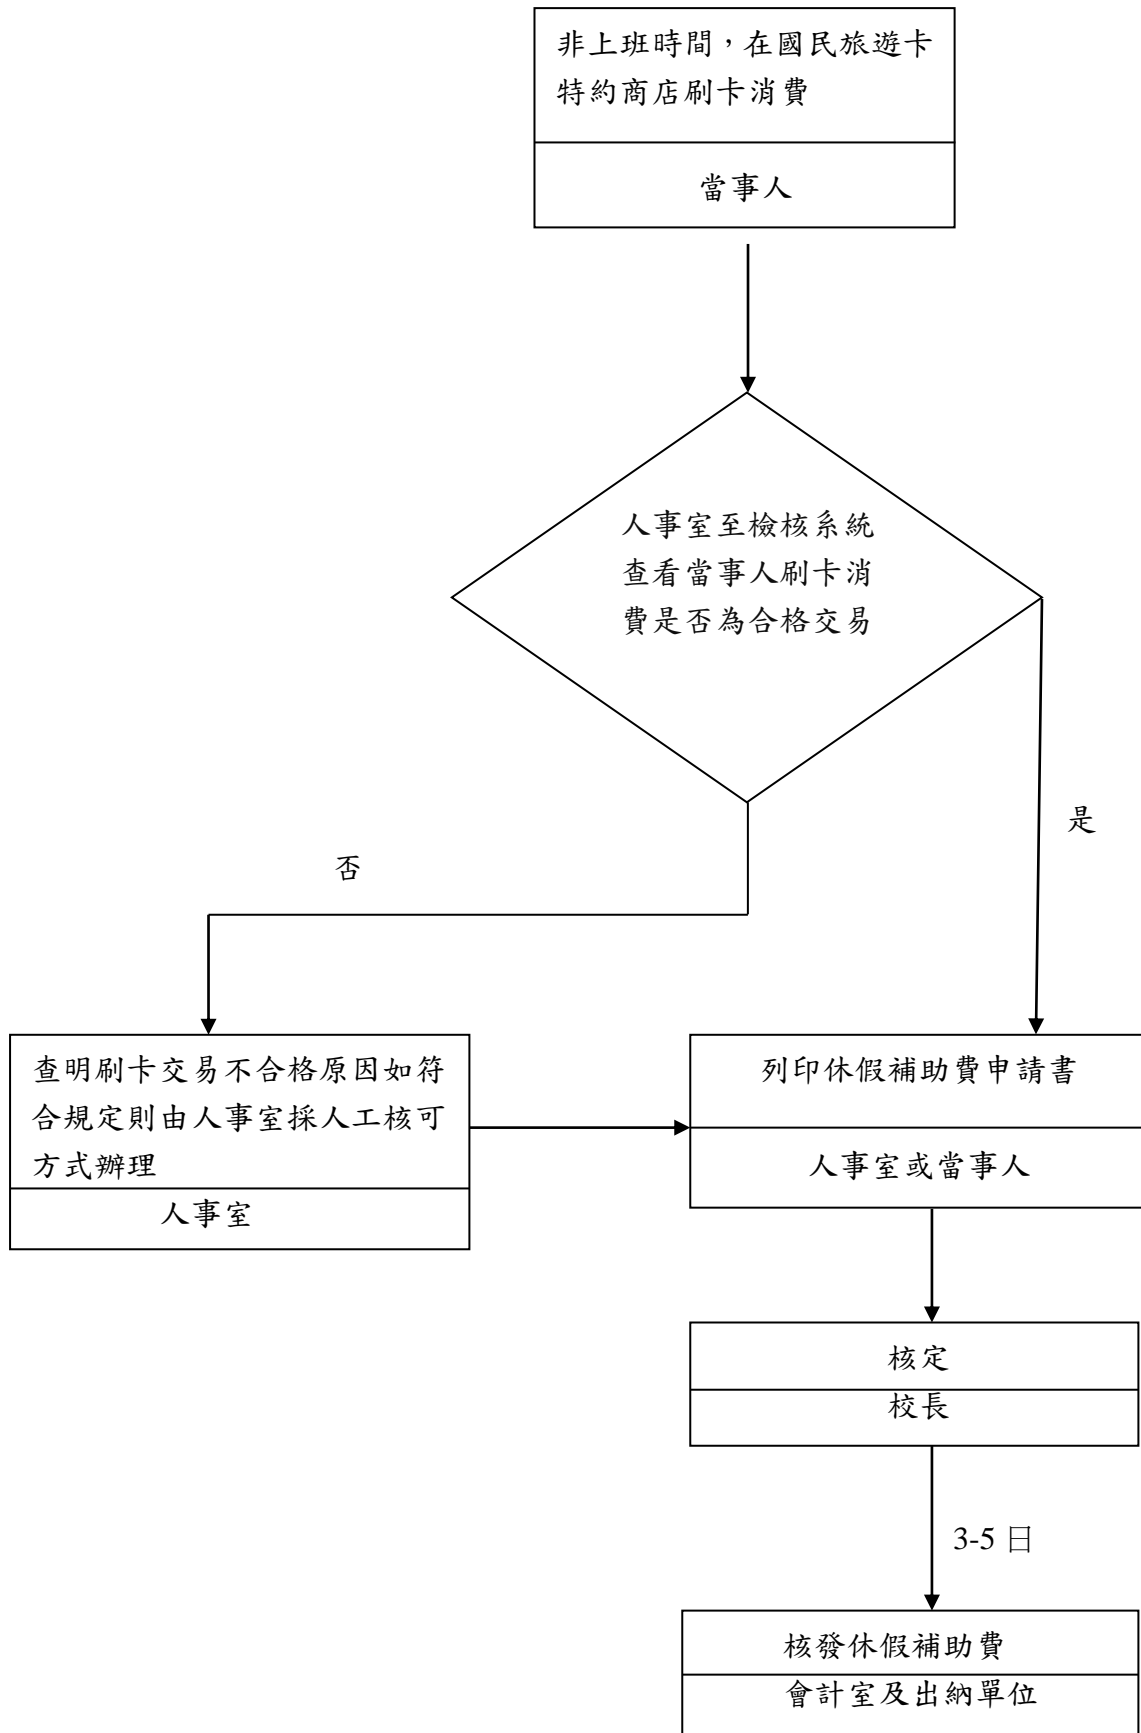 非上班時間，在國民旅遊卡
特約商店刷卡消費
當事人
人事室至檢核系統
查看當事人刷卡消
費是否為合格交易
是
否
查明刷卡交易不合格原因如符
合規定則由人事室採人工核可
方式辦理
人事室
列印休假補助費申請書
人事室或當事人
核定
校長
3-5 日
核發休假補助費
會計室及出納單位